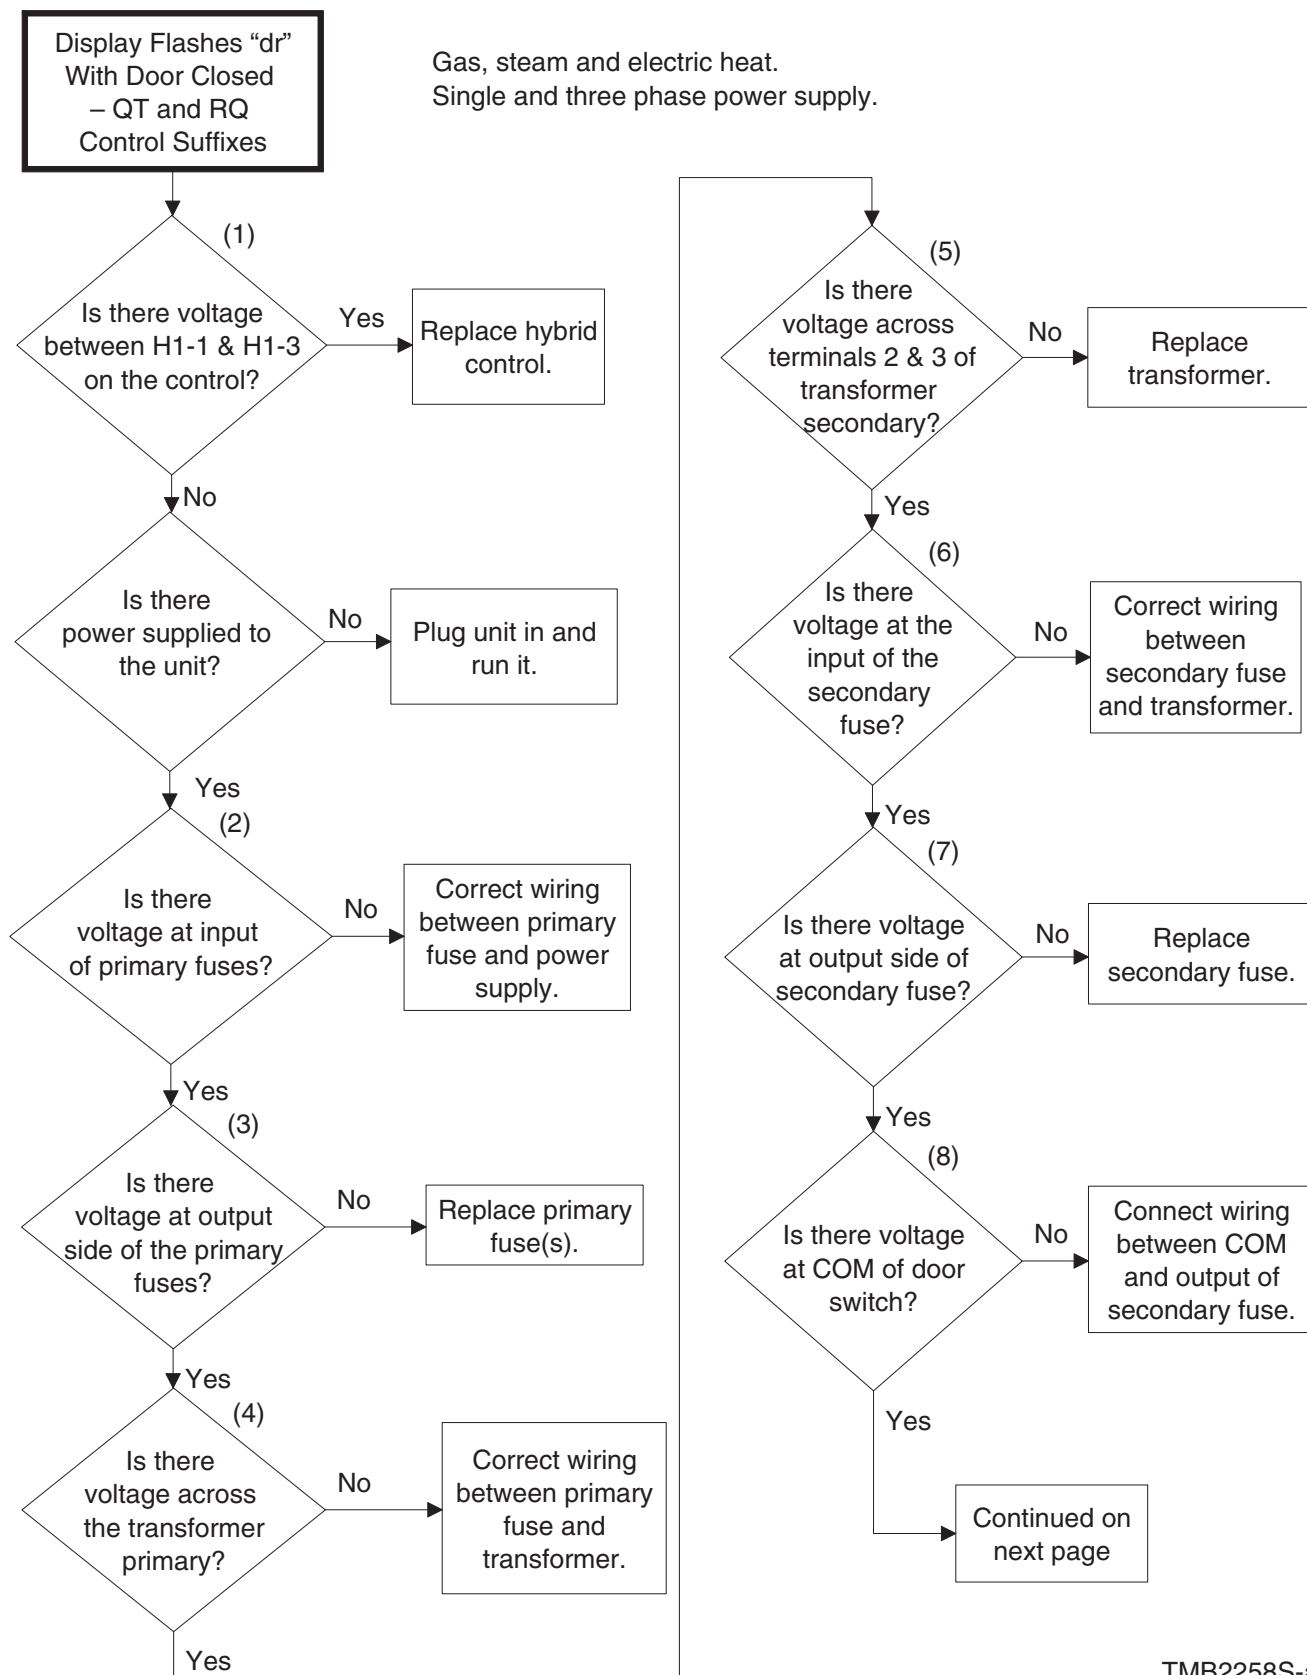 Display Flashes “dr”
With Door Closed
– QT and RQ
Control Suffixes
Gas, steam and electric heat.
Single and three phase power supply.
(1)
Is there voltage
between H1-1 & H1-3
on the control?
Yes
Replace hybrid
control.
No
Is there
power supplied to
the unit?
No
Plug unit in and
run it.
Yes
(2)
Is there
voltage at input
of primary fuses?
No
Correct wiring
between primary
fuse and power
supply.
Yes
(3)
Is there
voltage at output
side of the primary
fuses?
No
Replace primary
fuse(s).
Yes
(4)
Is there
voltage across
the transformer
primary?
No
Correct wiring
between primary
fuse and
transformer.
Yes
(5)
Is there
voltage across
terminals 2 & 3 of
transformer
secondary?
No
Replace
transformer.
Yes
(6)
Is there
voltage at the
input of the
secondary
fuse?
No
Correct wiring
between
secondary fuse
and transformer.
Yes
(7)
Is there voltage
at output side of
secondary fuse?
No
Replace
secondary fuse.
Yes
(8)
Is there voltage
at COM of door
switch?
No
Connect wiring
between COM
and output of
secondary fuse.
Yes
Continued on
next page